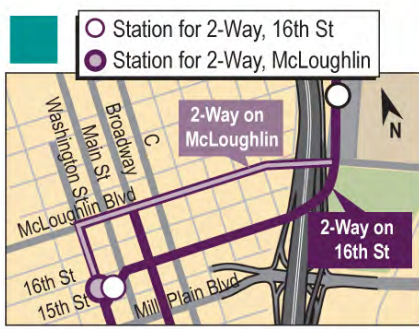 Station for 2-Way, 16th St
Station for 2-Way, McLoughlin
2-Way on
McLoughlin
N
Washington St
Main St
Broadway
C
McLoughlin Blvd
2-Way on
16th St
16th St
15th St
Mill Plain Blvd